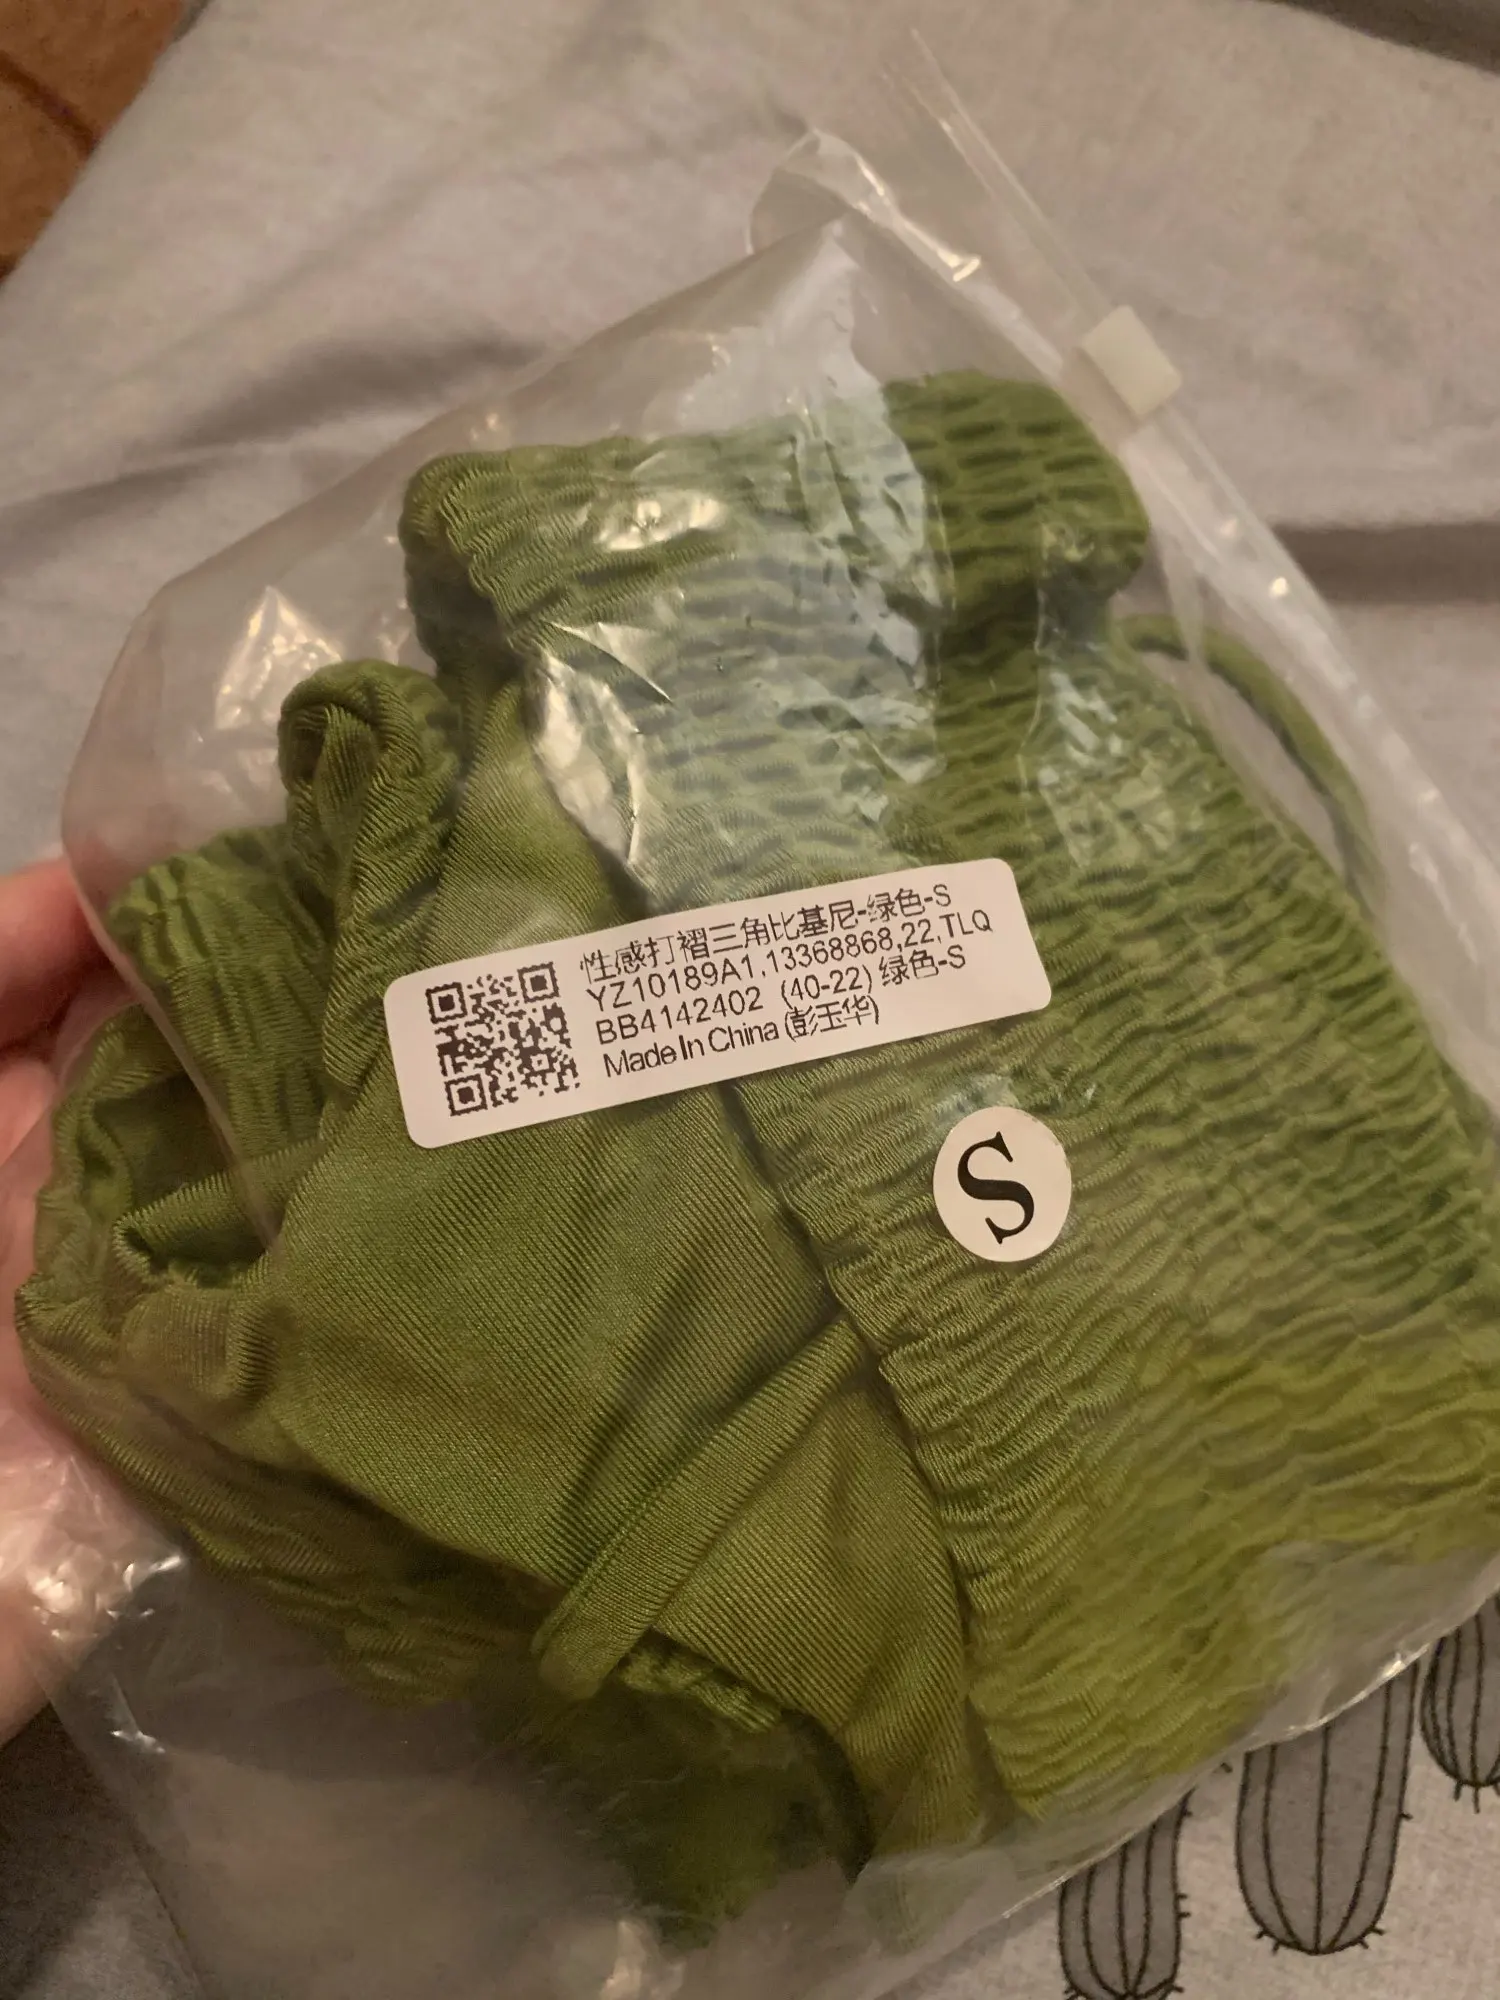 性感打褶三角比基尼-绿色-S
YZ10189A1,13368868,22,TLQ
BB4142402 (40-22) 绿色-S
Made In China (彭玉华)
S